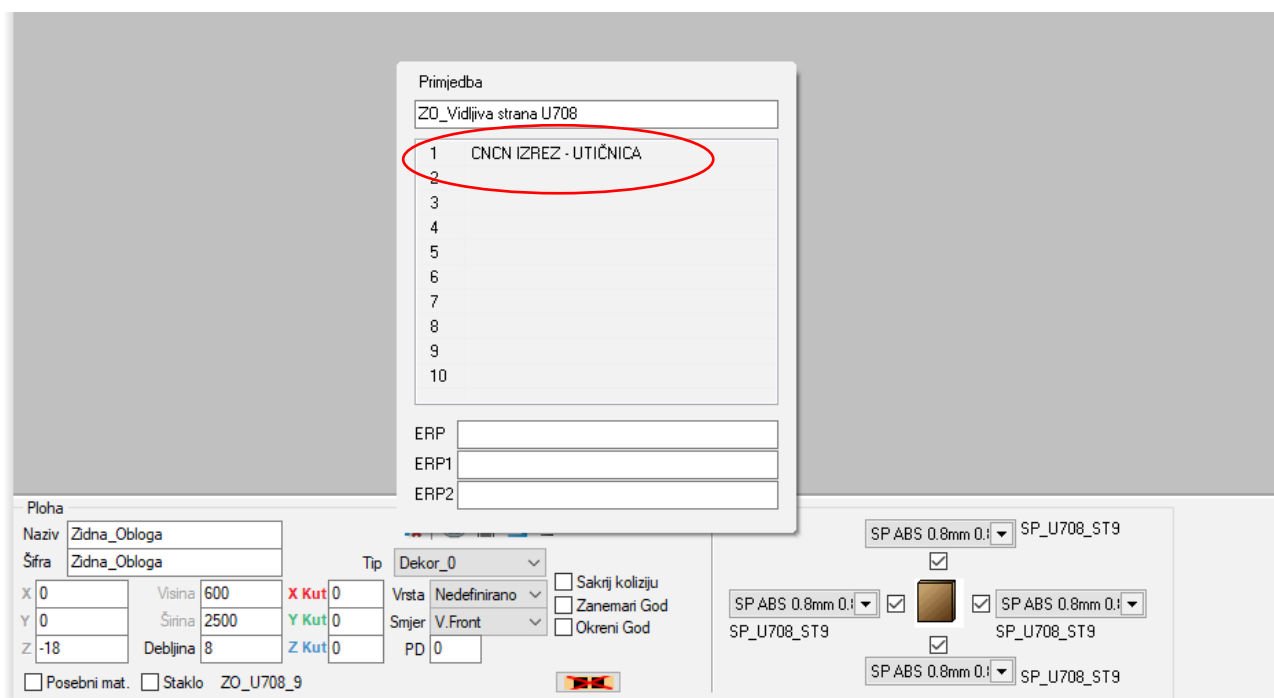 Primjedba
ZO_Vidljiva strana U708
1 CNCN IZREZ - UTIČNICA
2
3
4
5
6
7
8
9
10
ERP
ERP1
ERP2
Ploha
Naziv Zidna_Obloga
Šifra Zidna_Obloga
Tip Dekor_0
X 0 Visina 600 X Kut 0 Vrsta Nedefinirano
Y 0 Širina 2500 Y Kut 0 Smjer V.Front
Z -18 Debljina 8 Z Kut 0 PD 0
Sakrij koliziju
Zanemari God
Okreni God
Posebni mat. Staklo ZO_U708_9
SP ABS 0.8mm 0. SP_U708_ST9
SP ABS 0.8mm 0. SP ABS 0.8mm 0.
SP_U708_ST9 SP_U708_ST9
SP ABS 0.8mm 0. SP_U708_ST9